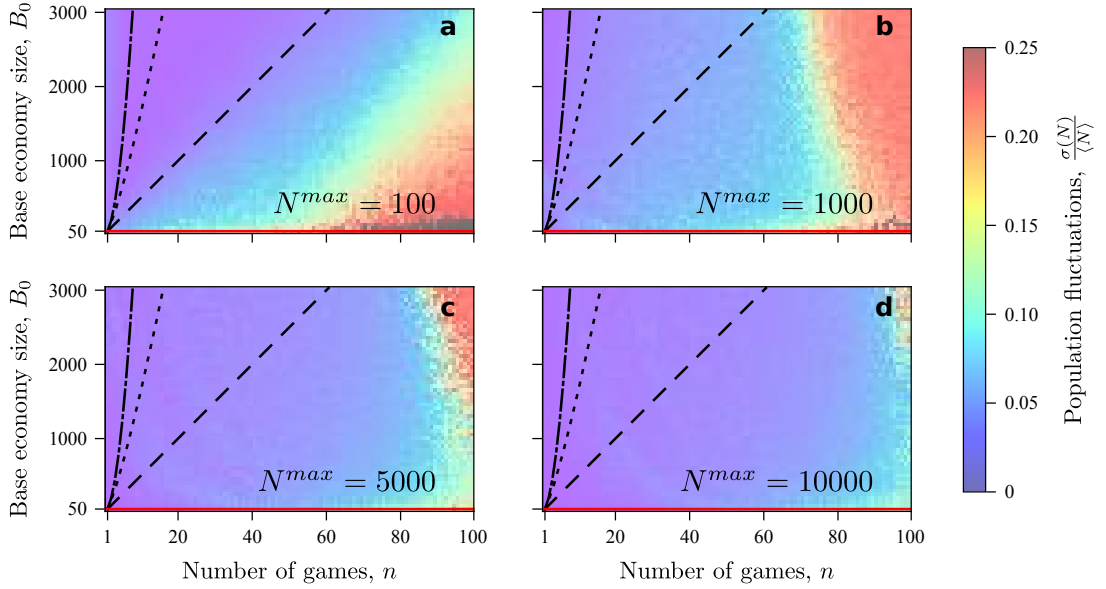 Base economy size, B₀
3000
2000
1000
50
a
N^{max} = 100
b
N^{max} = 1000
Base economy size, B₀
3000
2000
1000
50
c
N^{max} = 5000
1 20 40 60 80 100
Number of games, n
d
N^{max} = 10000
1 20 40 60 80 100
Number of games, n
0.25
0.20
0.15
0.10
0.05
0
Population fluctuations, σ(N)/⟨N⟩